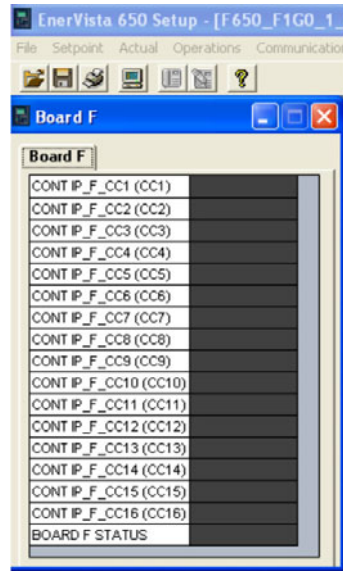 EnerVista 650 Setup - [F650_F1G0_1_
File Setpoint Actual Operations Communication
Board F
Board F
CONT IP_F_CC1 (CC1)
CONT IP_F_CC2 (CC2)
CONT IP_F_CC3 (CC3)
CONT IP_F_CC4 (CC4)
CONT IP_F_CC5 (CC5)
CONT IP_F_CC6 (CC6)
CONT IP_F_CC7 (CC7)
CONT IP_F_CC8 (CC8)
CONT IP_F_CC9 (CC9)
CONT IP_F_CC10 (CC10)
CONT IP_F_CC11 (CC11)
CONT IP_F_CC12 (CC12)
CONT IP_F_CC13 (CC13)
CONT IP_F_CC14 (CC14)
CONT IP_F_CC15 (CC15)
CONT IP_F_CC16 (CC16)
BOARD F STATUS